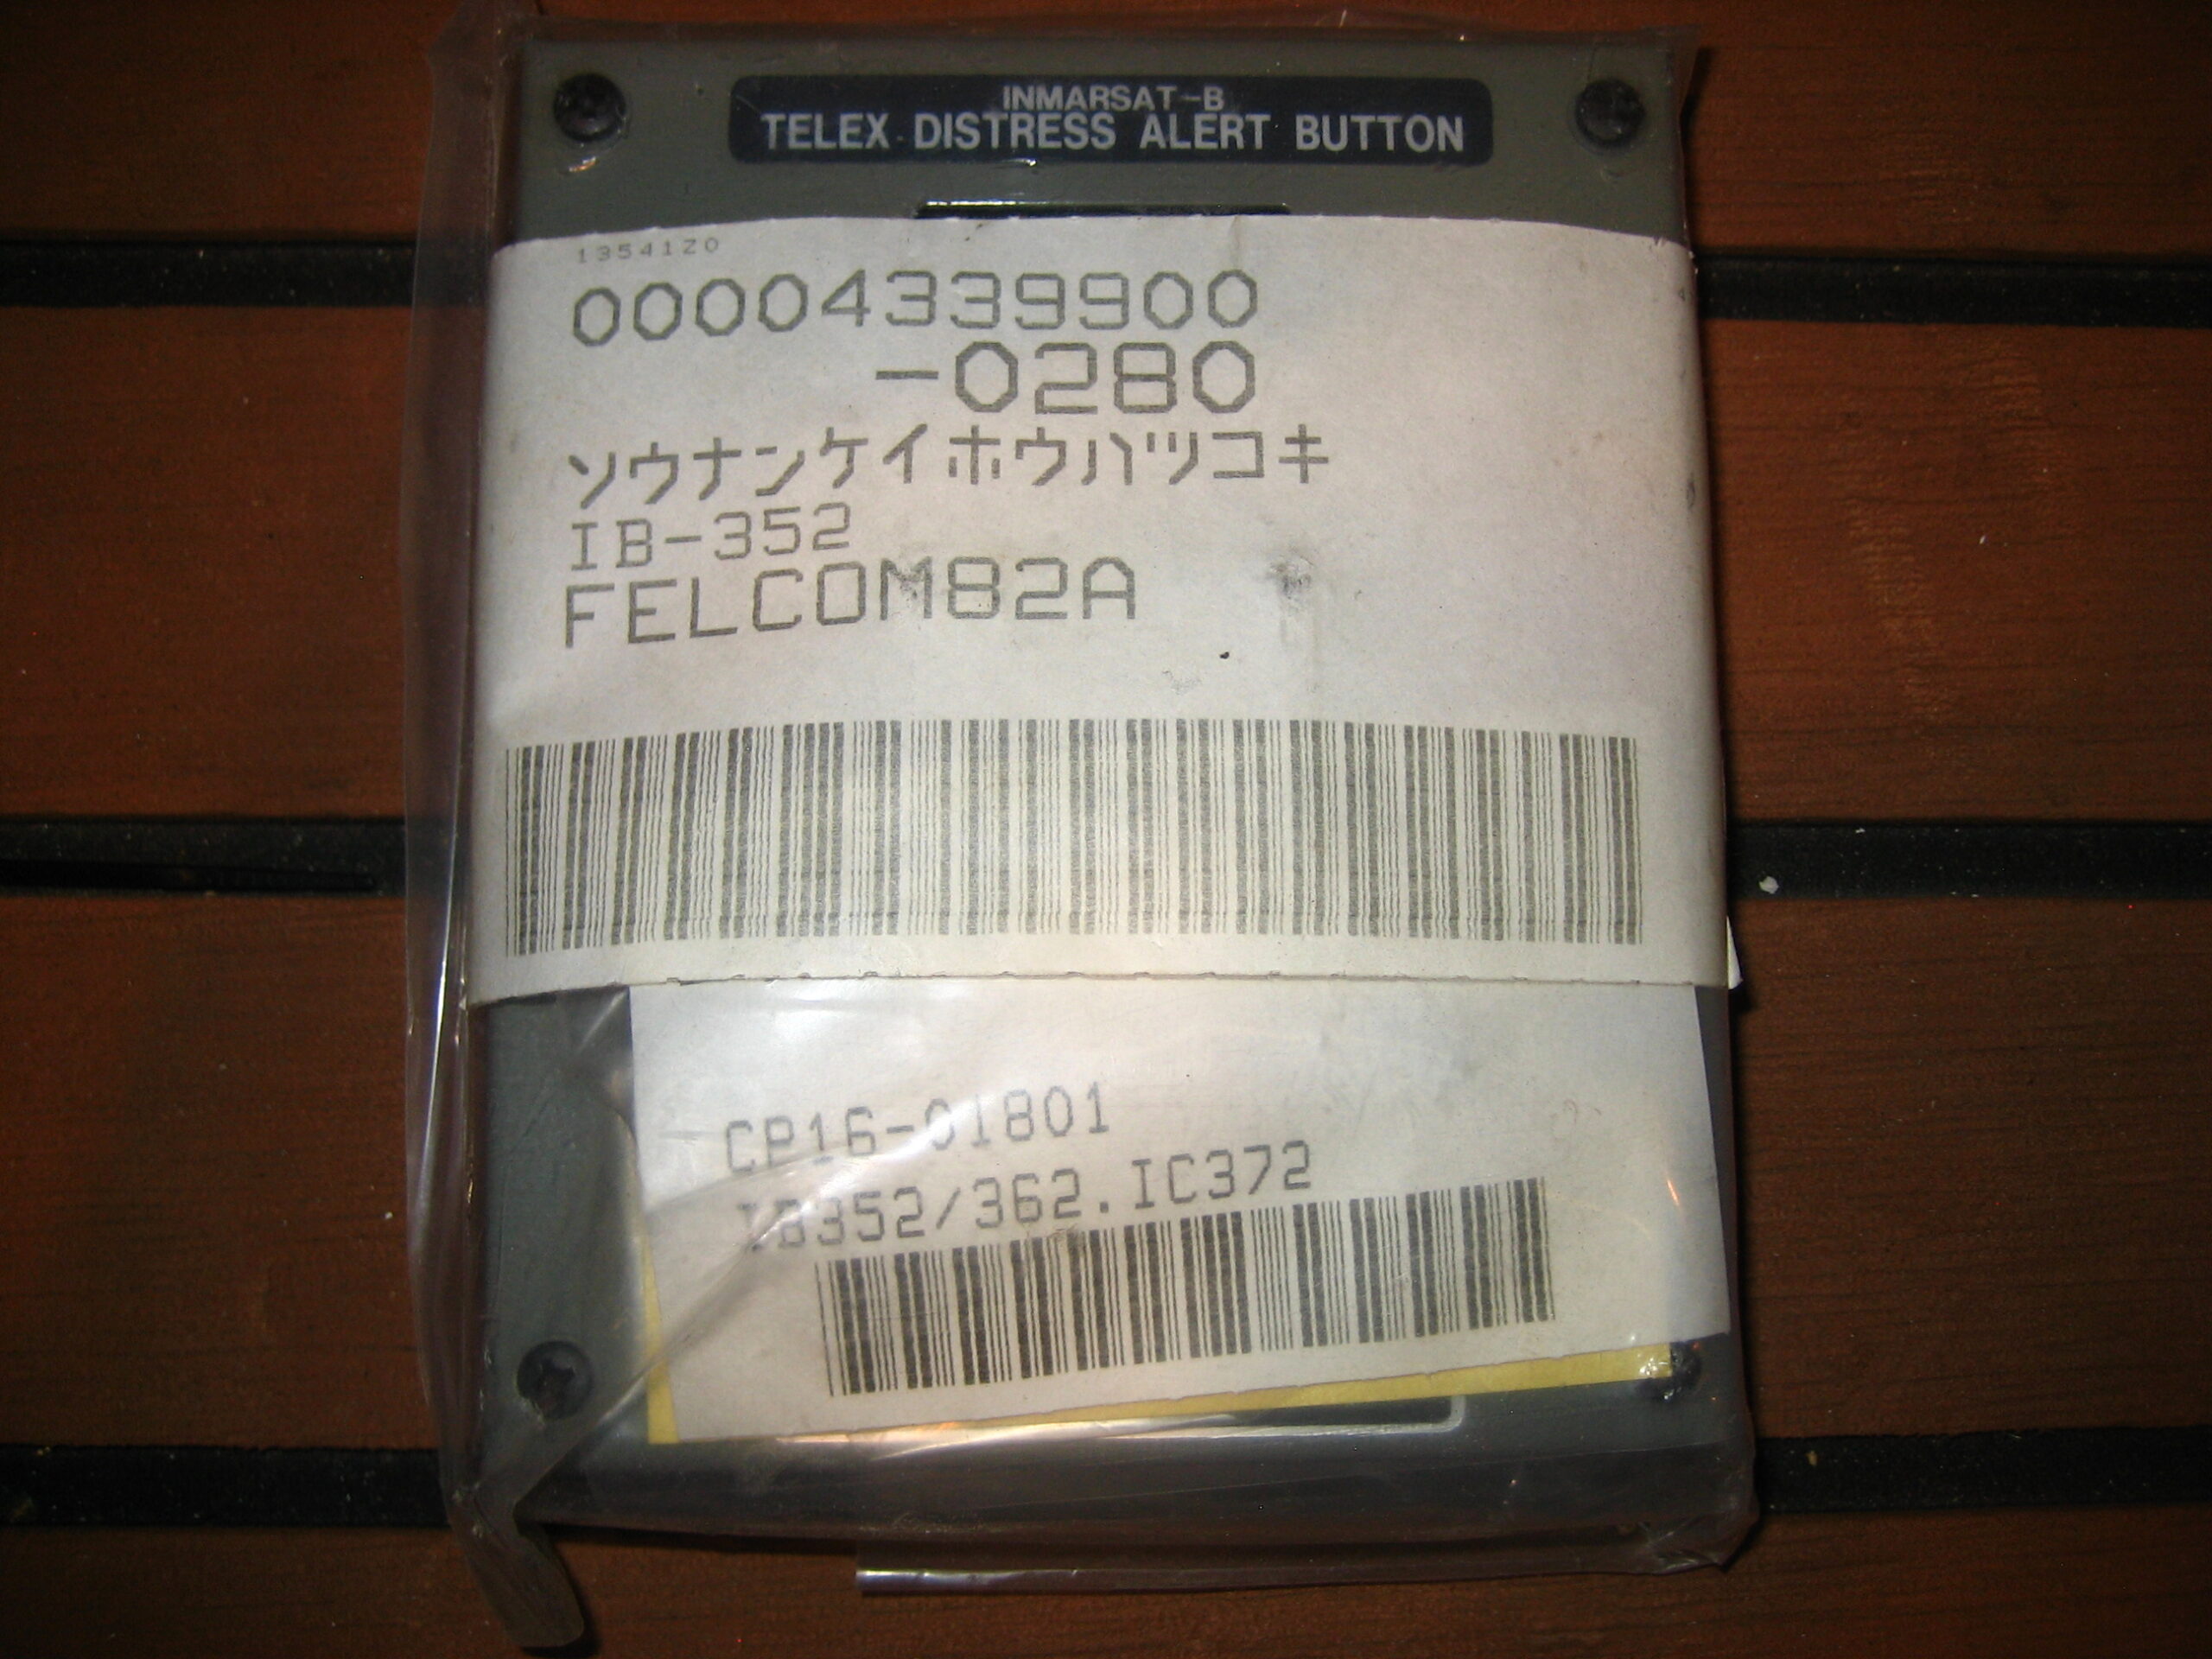 INMARSAT-B
TELEX DISTRESS ALERT BUTTON
1354120
00004339900
-0280
ソウナンケイホウハツコキ
IB-352
FELCOM82A
CP16-01801
IB352/362.IC372